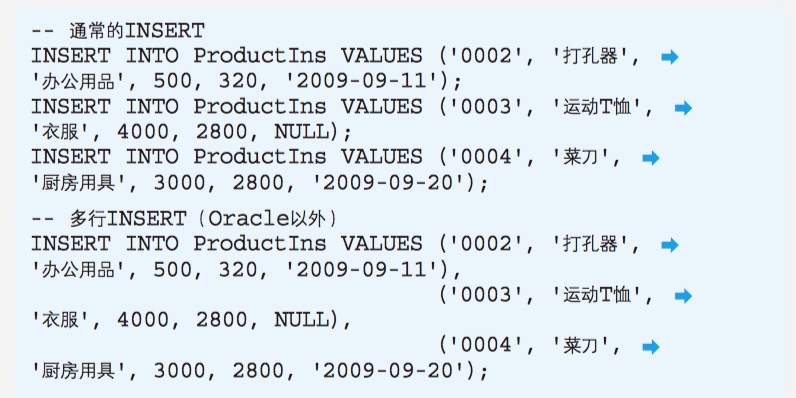 -- 通常的INSERT
INSERT INTO ProductIns VALUES ('0002', '打孔器', ➡
'办公用品', 500, 320, '2009-09-11');
INSERT INTO ProductIns VALUES ('0003', '运动T恤', ➡
'衣服', 4000, 2800, NULL);
INSERT INTO ProductIns VALUES ('0004', '菜刀', ➡
'厨房用具', 3000, 2800, '2009-09-20');
-- 多行INSERT（Oracle以外）
INSERT INTO ProductIns VALUES ('0002', '打孔器', ➡
'办公用品', 500, 320, '2009-09-11'),
('0003', '运动T恤', ➡
'衣服', 4000, 2800, NULL),
('0004', '菜刀', ➡
'厨房用具', 3000, 2800, '2009-09-20');